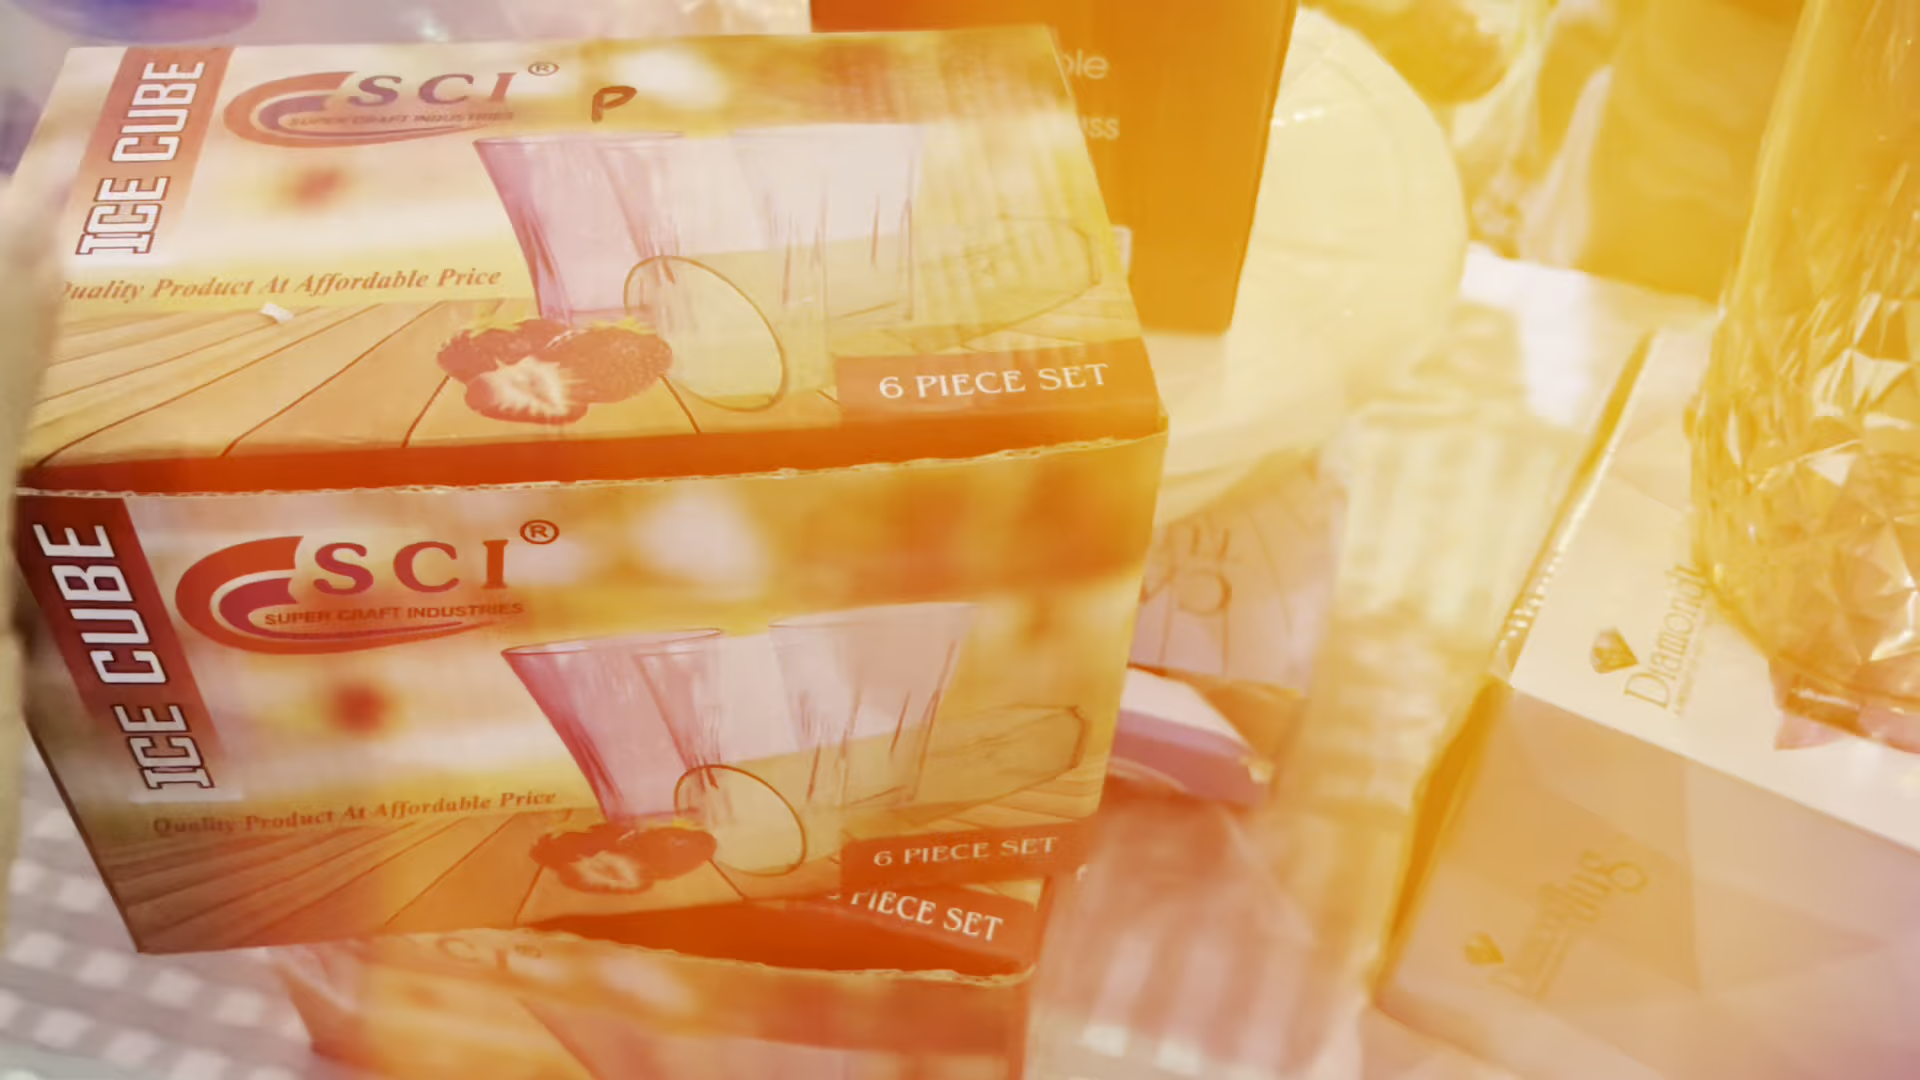 ICE CUBE
SCI®
SUPER CRAFT INDUSTRIES
P
Quality Product At Affordable Price
6 PIECE SET
ICE CUBE
SCI®
SUPER CRAFT INDUSTRIES
Quality Product At Affordable Price
6 PIECE SET
PIECE SET
Diamond